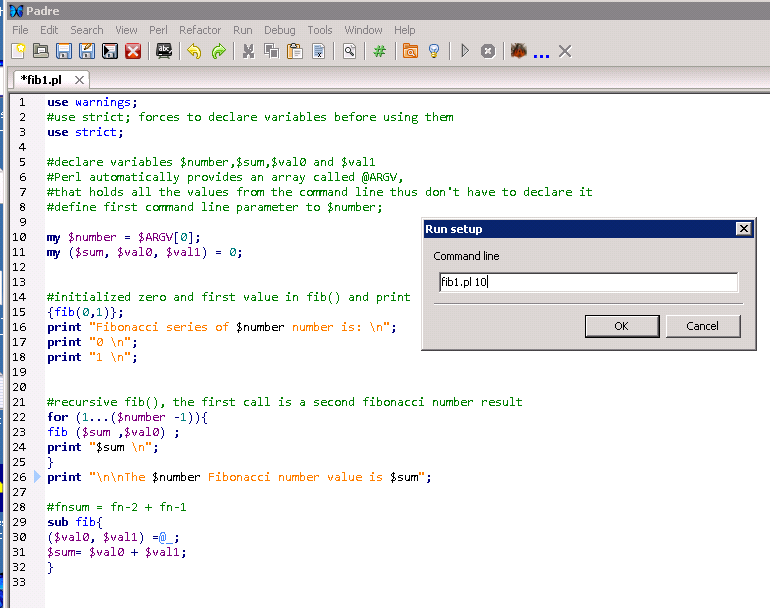 Padre
File Edit Search View Perl Refactor Run Debug Tools Window Help
*fib1.pl
1 use warnings;
2 #use strict; forces to declare variables before using them
3 use strict;
4
5 #declare variables $number,$sum,$val0 and $val1
6 #Perl automatically provides an array called @ARGV,
7 #that holds all the values from the command line thus don't have to declare it
8 #define first command line parameter to $number;
9
10 my $number = $ARGV[0];
11 my ($sum, $val0, $val1) = 0;
12
13
14 #initialized zero and first value in fib() and print
15 {fib(0,1)};
16 print "Fibonacci series of $number number is: \n";
17 print "0 \n";
18 print "1 \n";
19
20
21 #recursive fib(), the first call is a second fibonacci number result
22 for (1...($number -1)){
23 fib ($sum ,$val0) ;
24 print "$sum \n";
25 }
26 print "\n\nThe $number Fibonacci number value is $sum";
27
28 #fnsum = fn-2 + fn-1
29 sub fib{
30 ($val0, $val1) =@_;
31 $sum= $val0 + $val1;
32 }
33
Run setup
Command line
fib1.pl 10
OK Cancel